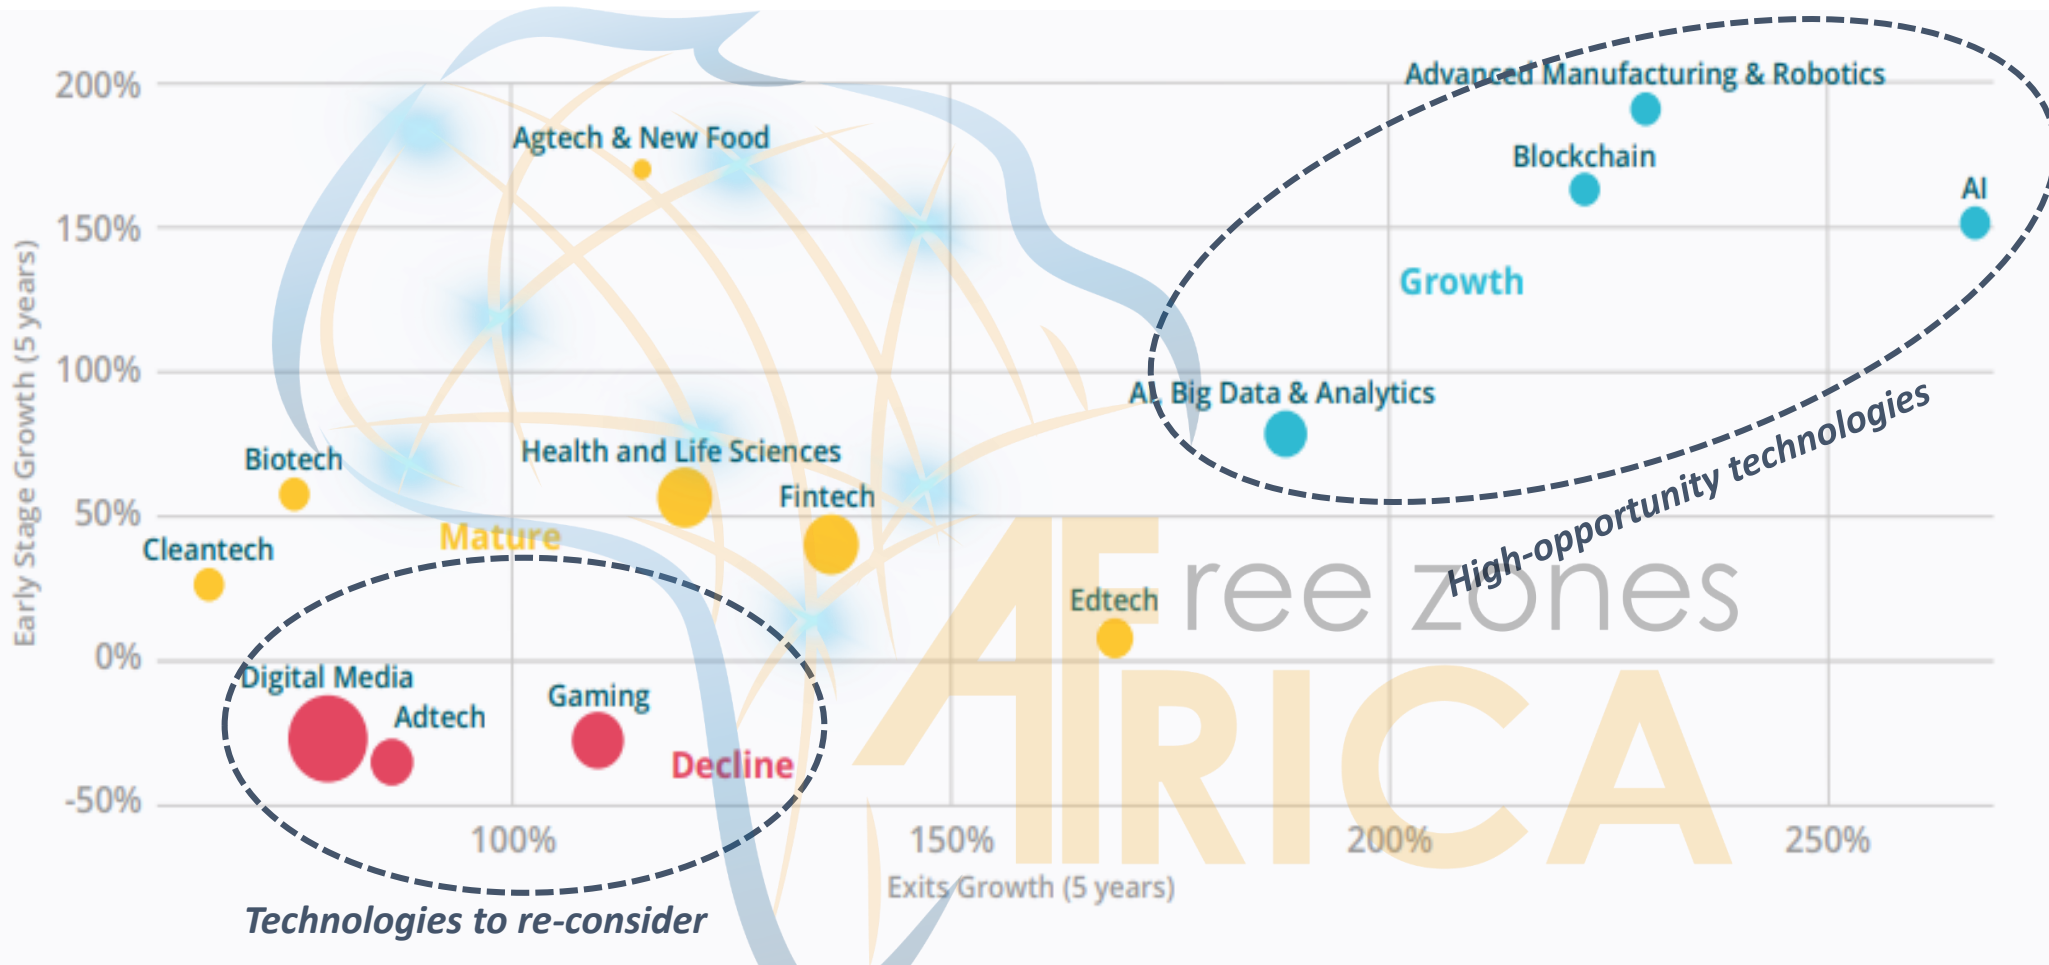 200%
150%
100%
50%
0%
-50%
Early Stage Growth (5 years)
Advanced Manufacturing & Robotics
Agtech & New Food
Blockchain
AI
Growth
AI, Big Data & Analytics
High-opportunity technologies
Biotech
Health and Life Sciences
Fintech
Mature
Cleantech
Edtech
Digital Media
Adtech
Gaming
Decline
100%
150%
200%
250%
Exits Growth (5 years)
Technologies to re-consider
Free zones
AFRICA